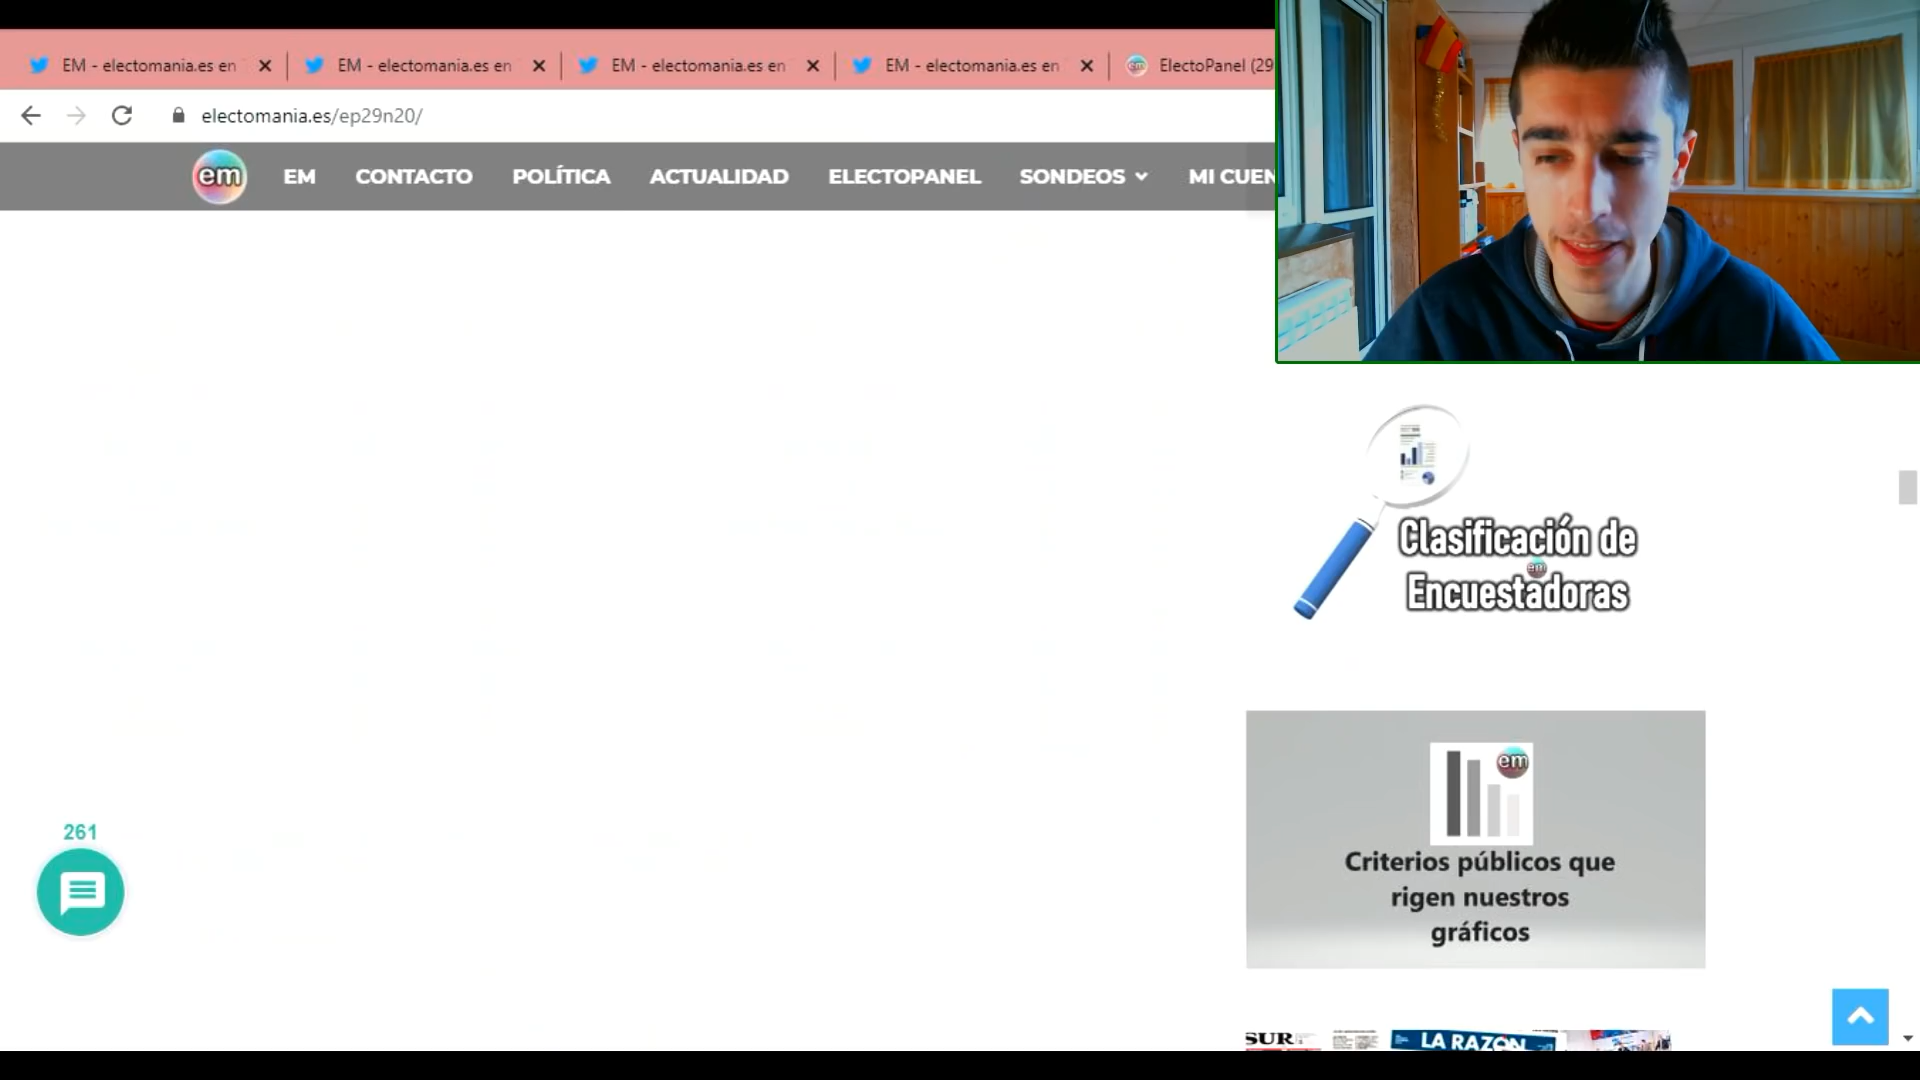 EM - electomania.es en
EM - electomania.es en
EM - electomania.es en
EM - electomania.es en
ElectoPanel (29
electomania.es/ep29n20/
em
EM
CONTACTO
POLÍTICA
ACTUALIDAD
ELECTOPANEL
SONDEOS
MI CUEN
Clasificación de
em
Encuestadoras
em
Criterios públicos que
rigen nuestros
gráficos
261
SUR
LA RAZÓN